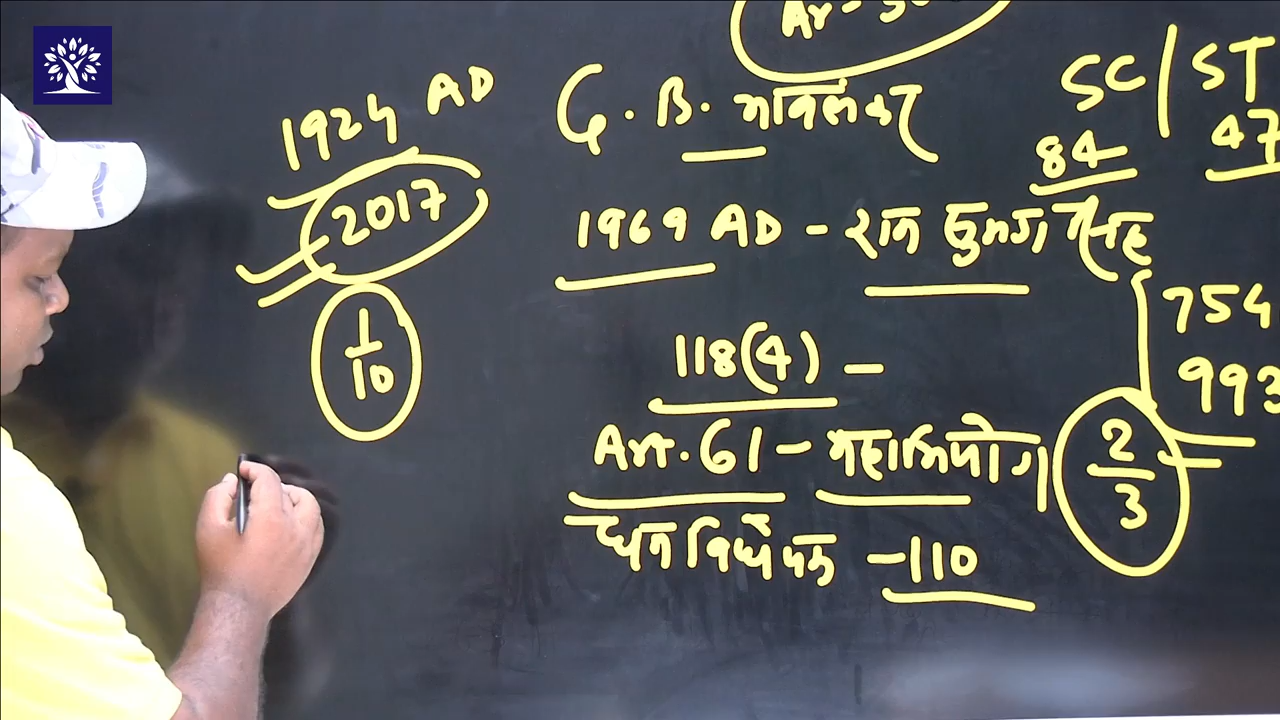 1924 AD
2017
1/10
G.B. मावलंकर
1969 AD - राम सुभग सिंह
118(4) -
Art. 61 - महाभियोग
धन विधेयक - 110
SC / ST
84
47
754
993
2/3